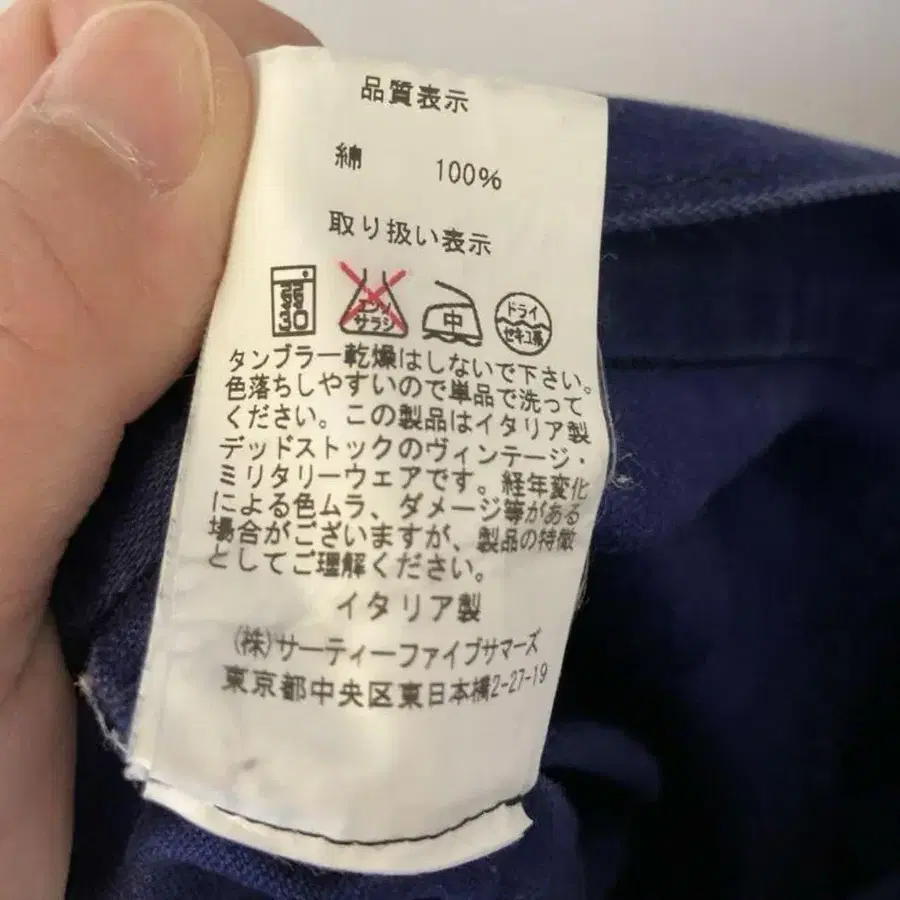 品質表示
綿 100%
取り扱い表示
弱 30 エンソ サラシ 中 ドライ セキユ系
タンブラー乾燥はしないで下さい。
色落ちしやすいので単品で洗って
ください。この製品はイタリア製
デッドストックのヴィンテージ・
ミリタリーウェアです。経年変化
による色ムラ、ダメージ等がある
場合がございますが、製品の特徴
としてご理解ください。
イタリア製
(株)サーティーファイブサマーズ
東京都中央区東日本橋2-27-19